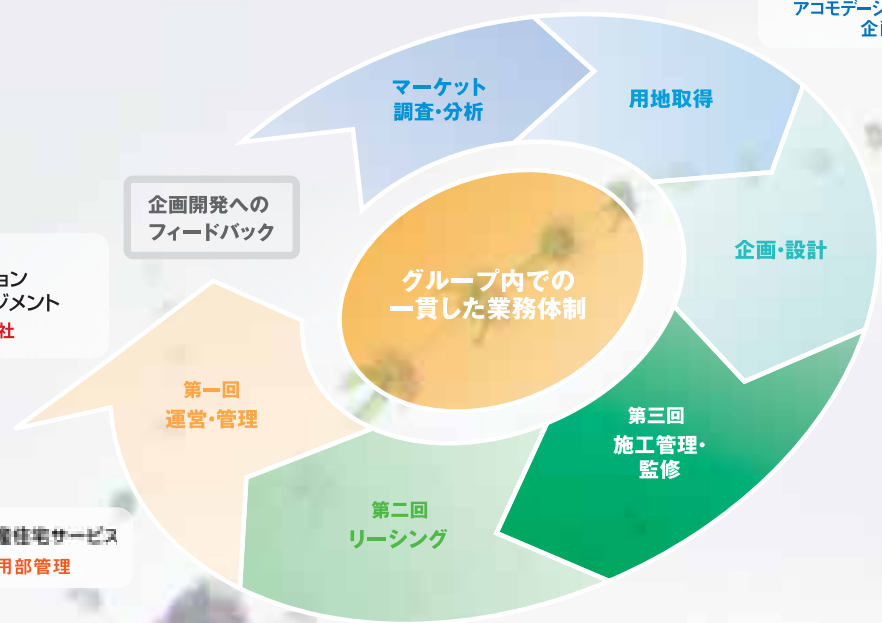 アコモデーシ
企
マーケット
調査・分析
用地取得
企画開発への
フィードバック
企画・設計
グループ内での
一貫した業務体制
ョン
ジメント
社
第一回
運営・管理
第三回
施工管理・
監修
第二回
リーシング
住宅サービス
用部管理